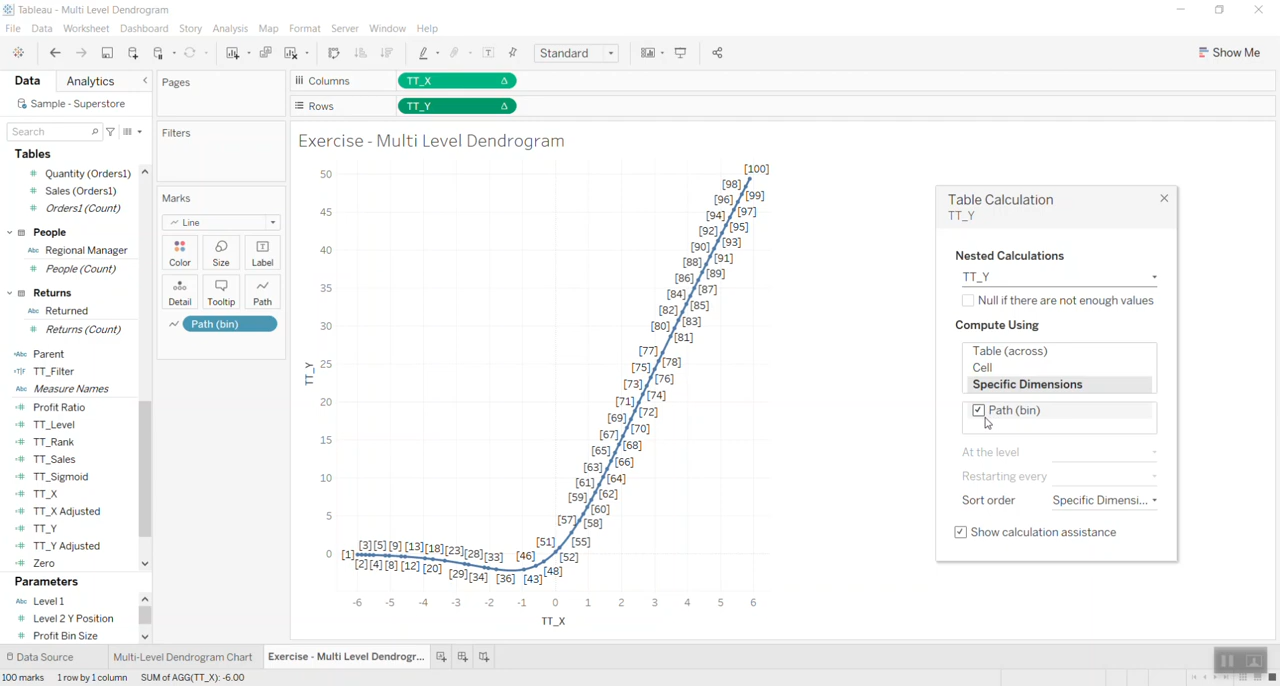 Tableau - Multi Level Dendrogram
File Data Worksheet Dashboard Story Analysis Map Format Server Window Help
Standard
Show Me
Data Analytics
Sample - Superstore
Search
Tables
Quantity (Orders1)
Sales (Orders1)
Orders1 (Count)
People
Abc Regional Manager
People (Count)
Returns
Abc Returned
Returns (Count)
Parent
TT_Filter
Abc Measure Names
Profit Ratio
TT_Level
TT_Rank
TT_Sales
TT_Sigmoid
TT_X
TT_X Adjusted
TT_Y
TT_Y Adjusted
Zero
Parameters
Abc Level 1
Level 2 Y Position
Profit Bin Size
Pages
Filters
Marks
Line
Color Size Label
Detail Tooltip Path
Path (bin)
Columns TT_X
Rows TT_Y
Exercise - Multi Level Dendrogram
50
45
40
35
30
25
20
15
10
5
0
TT_Y
-6 -5 -4 -3 -2 -1 0 1 2 3 4 5 6
TT_X
[100]
[98]
[99]
[96]
[97]
[94]
[95]
[92]
[93]
[90]
[91]
[88]
[89]
[86]
[87]
[84]
[85]
[82]
[83]
[80]
[81]
[77]
[78]
[75]
[76]
[73]
[74]
[71]
[72]
[69]
[70]
[67]
[68]
[65]
[66]
[63]
[64]
[61]
[62]
[59]
[60]
[57]
[58]
[51]
[55]
[46]
[52]
[1] [3] [5] [9] [13] [18] [23] [28] [33]
[2] [4] [8] [12] [20] [29] [34] [36] [43] [48]
Table Calculation
TT_Y
Nested Calculations
TT_Y
Null if there are not enough values
Compute Using
Table (across)
Cell
Specific Dimensions
Path (bin)
At the level
Restarting every
Sort order Specific Dimensi...
Show calculation assistance
Data Source Multi-Level Dendrogram Chart Exercise - Multi Level Dendrogr...
100 marks 1 row by 1 column SUM of AGG(TT_X): -6.00